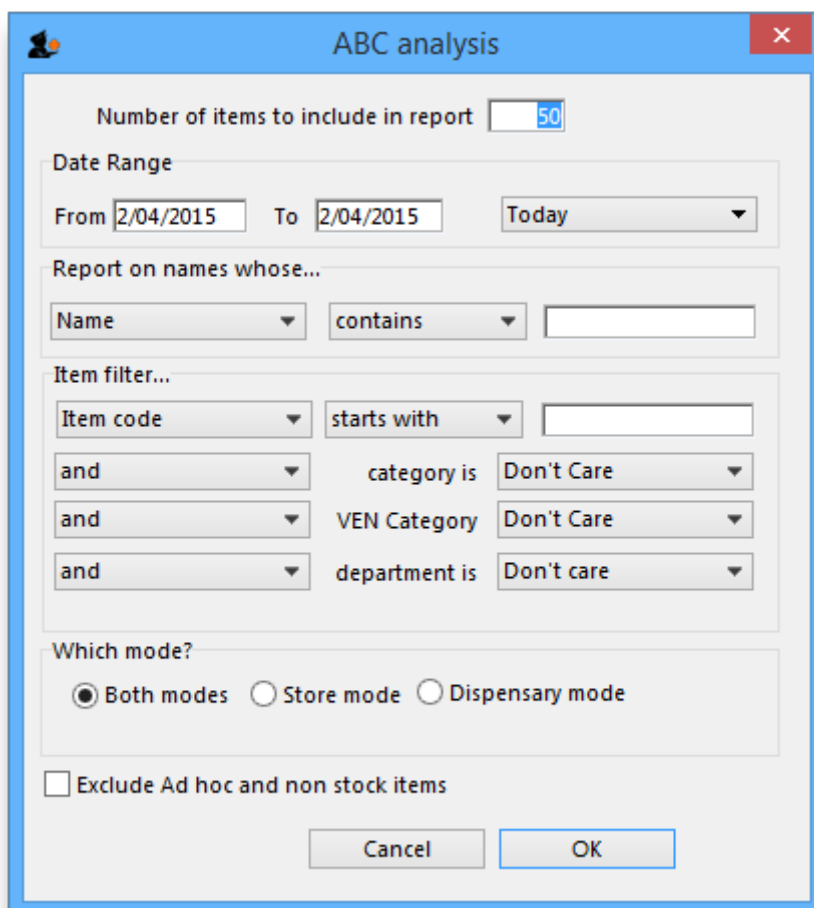 ABC analysis
Number of items to include in report 50
Date Range
From 2/04/2015 To 2/04/2015 Today
Report on names whose...
Name contains
Item filter...
Item code starts with
and category is Don't Care
and VEN Category Don't Care
and department is Don't care
Which mode?
Both modes Store mode Dispensary mode
Exclude Ad hoc and non stock items
Cancel OK